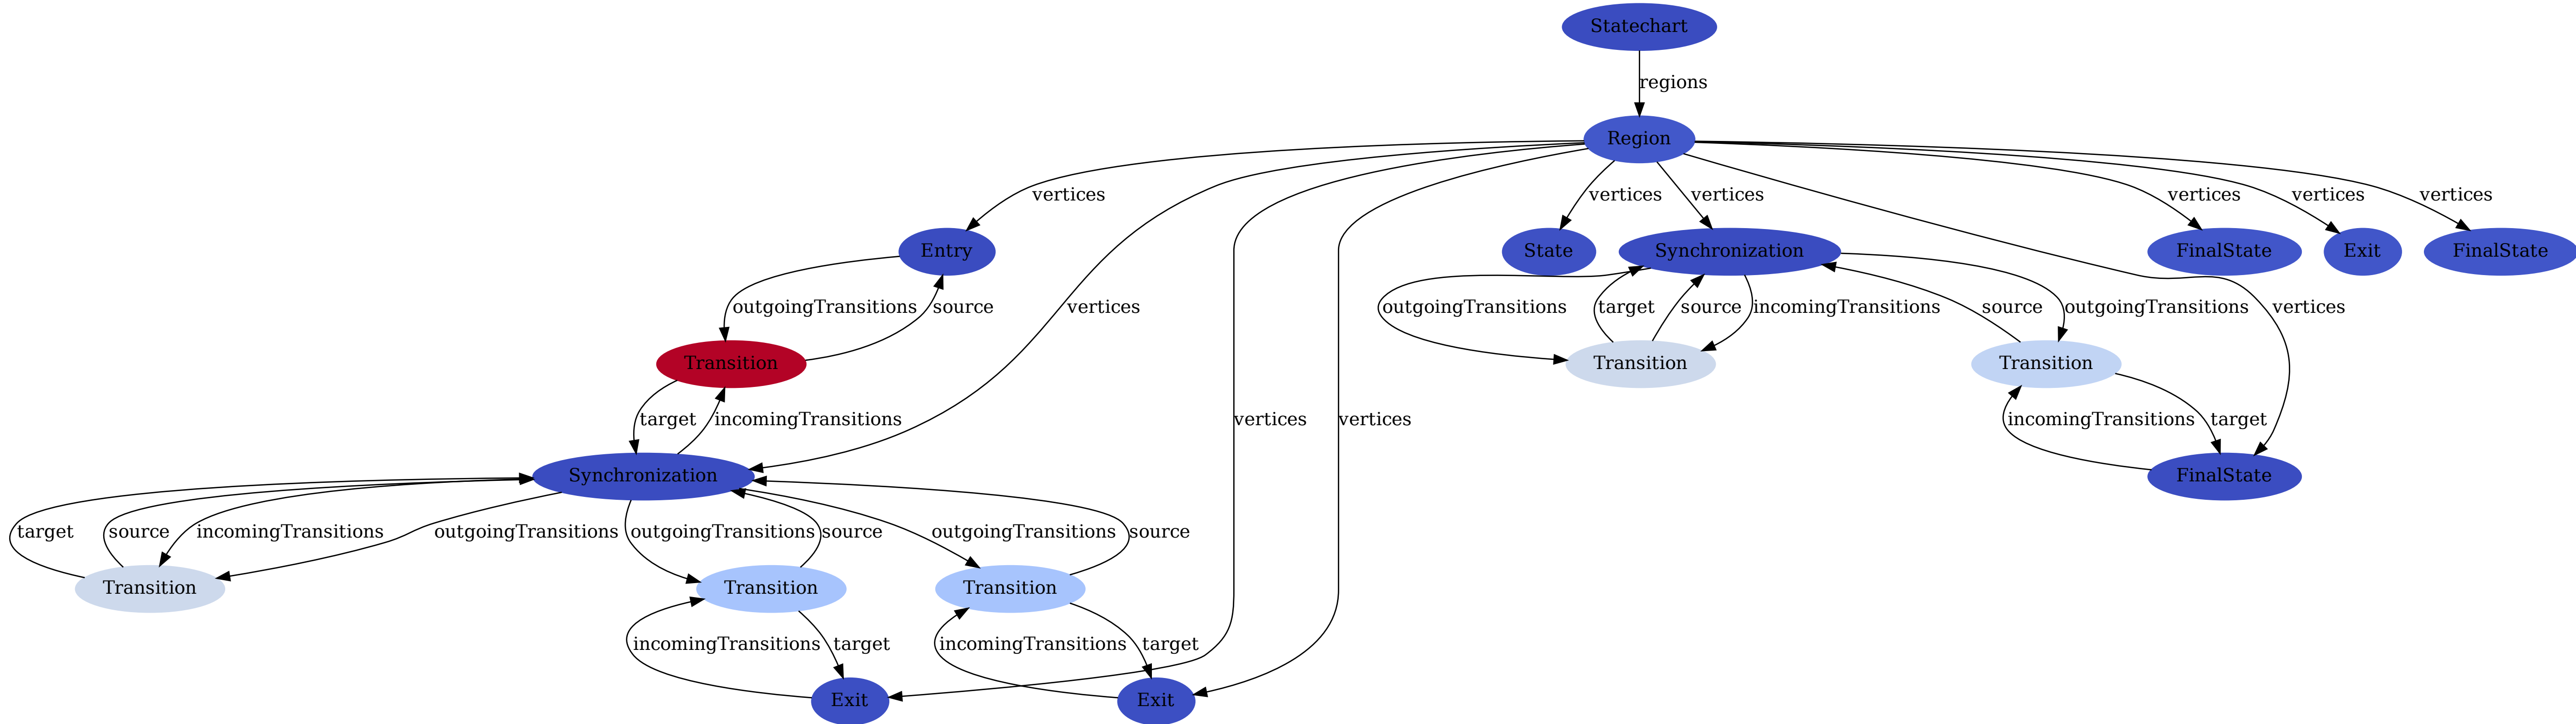 Statechart
regions
Region
vertices
vertices
vertices
vertices
vertices
vertices
Entry
State
Synchronization
FinalState
Exit
FinalState
outgoingTransitions
source
vertices
outgoingTransitions
target
source
incomingTransitions
source
outgoingTransitions
vertices
Transition
Transition
Transition
target
incomingTransitions
vertices
vertices
incomingTransitions
target
Synchronization
FinalState
target
source
incomingTransitions
outgoingTransitions
outgoingTransitions
source
outgoingTransitions
source
Transition
Transition
Transition
incomingTransitions
target
incomingTransitions
target
Exit
Exit